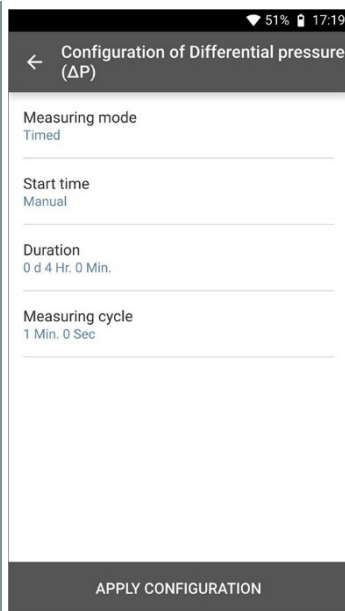 51% 17:19
Configuration of Differential pressure
(ΔP)
Measuring mode
Timed
Start time
Manual
Duration
0 d 4 Hr. 0 Min.
Measuring cycle
1 Min. 0 Sec
APPLY CONFIGURATION